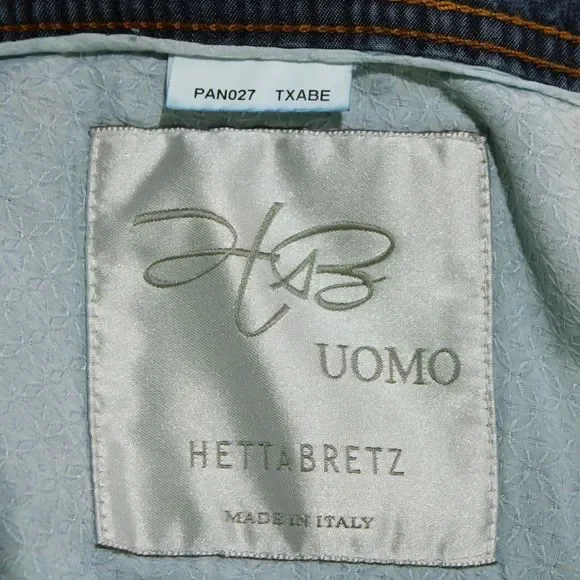 PAN027 TXABE
H&B
UOMO
HETTABRETZ
MADE IN ITALY